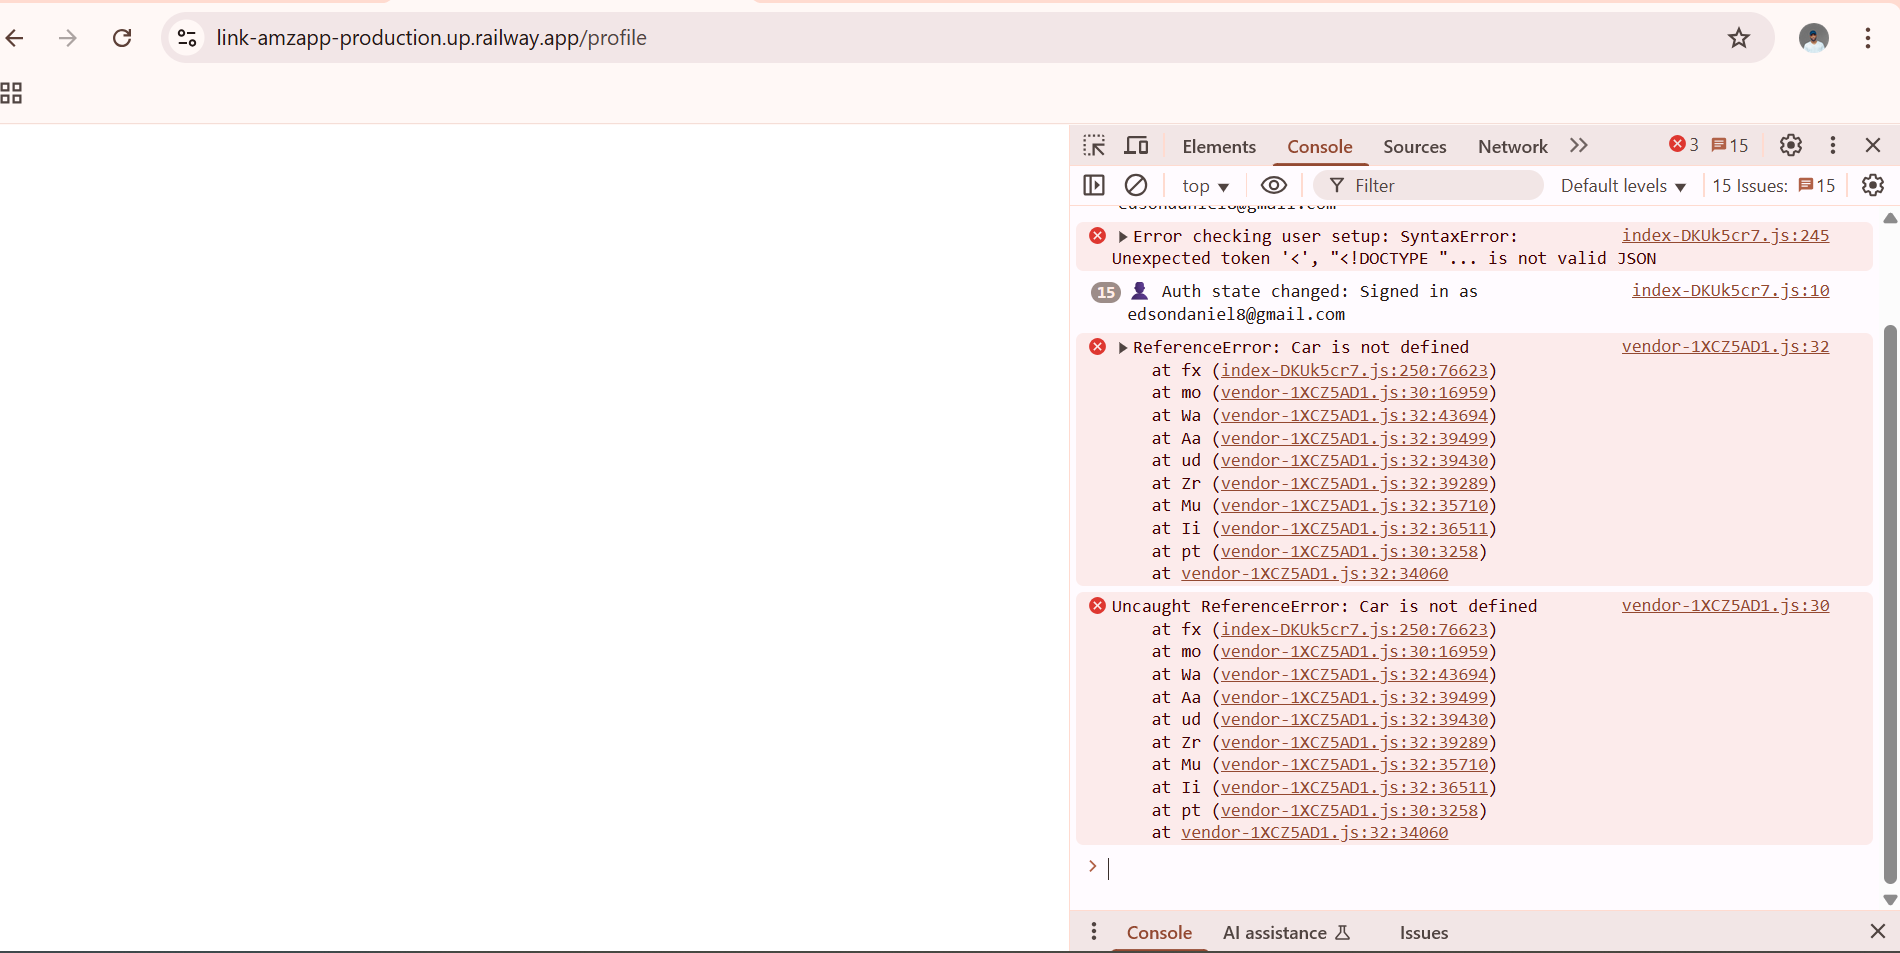 link-amzapp-production.up.railway.app/profile
Elements Console Sources Network 3 15
top Filter Default levels 15 Issues: 15
edsondaniel8@gmail.com
Error checking user setup: SyntaxError: index-DKUk5cr7.js:245
Unexpected token '<', "<!DOCTYPE "... is not valid JSON
15 Auth state changed: Signed in as index-DKUk5cr7.js:10
edsondaniel8@gmail.com
ReferenceError: Car is not defined vendor-1XCZ5AD1.js:32
at fx (index-DKUk5cr7.js:250:76623)
at mo (vendor-1XCZ5AD1.js:30:16959)
at Wa (vendor-1XCZ5AD1.js:32:43694)
at Aa (vendor-1XCZ5AD1.js:32:39499)
at ud (vendor-1XCZ5AD1.js:32:39430)
at Zr (vendor-1XCZ5AD1.js:32:39289)
at Mu (vendor-1XCZ5AD1.js:32:35710)
at Ii (vendor-1XCZ5AD1.js:32:36511)
at pt (vendor-1XCZ5AD1.js:30:3258)
at vendor-1XCZ5AD1.js:32:34060
Uncaught ReferenceError: Car is not defined vendor-1XCZ5AD1.js:30
at fx (index-DKUk5cr7.js:250:76623)
at mo (vendor-1XCZ5AD1.js:30:16959)
at Wa (vendor-1XCZ5AD1.js:32:43694)
at Aa (vendor-1XCZ5AD1.js:32:39499)
at ud (vendor-1XCZ5AD1.js:32:39430)
at Zr (vendor-1XCZ5AD1.js:32:39289)
at Mu (vendor-1XCZ5AD1.js:32:35710)
at Ii (vendor-1XCZ5AD1.js:32:36511)
at pt (vendor-1XCZ5AD1.js:30:3258)
at vendor-1XCZ5AD1.js:32:34060
Console AI assistance Issues